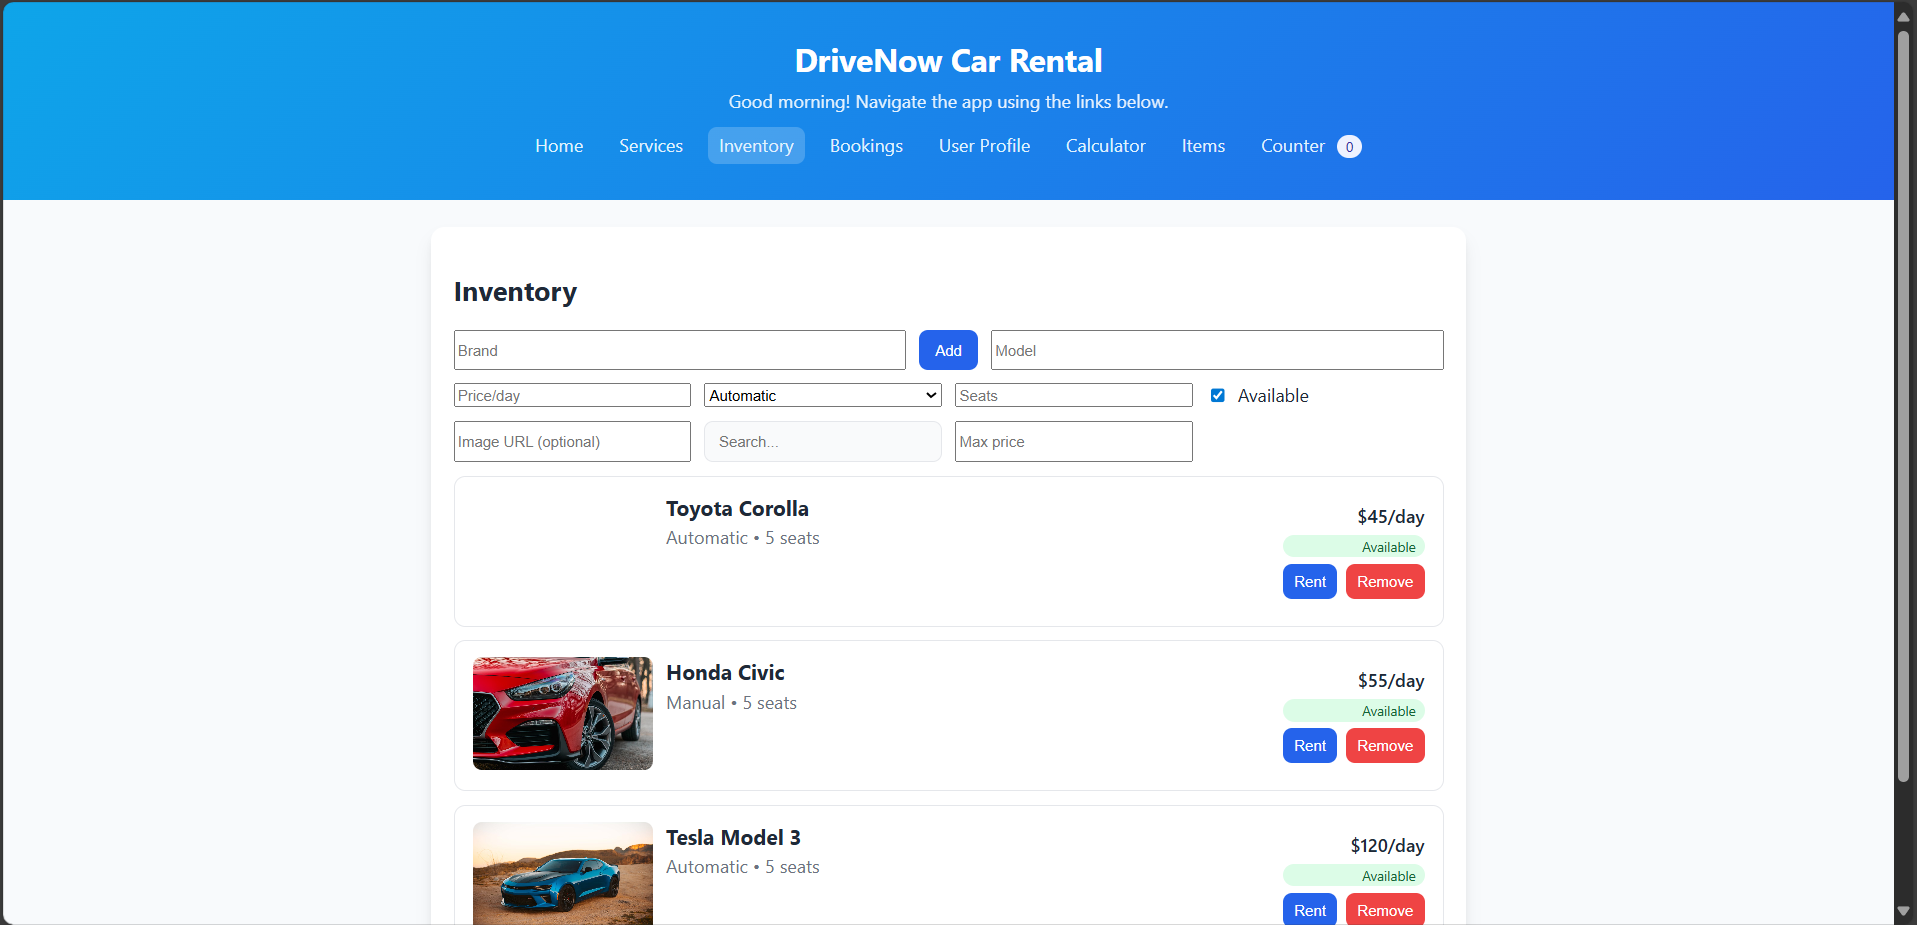 DriveNow Car Rental
Good morning! Navigate the app using the links below.
Home Services Inventory Bookings User Profile Calculator Items Counter 0
Inventory
Brand Add Model
Price/day Automatic Seats Available
Image URL (optional) Search... Max price
Toyota Corolla
Automatic • 5 seats
$45/day
Available
Rent Remove
Honda Civic
Manual • 5 seats
$55/day
Available
Rent Remove
Tesla Model 3
Automatic • 5 seats
$120/day
Available
Rent Remove